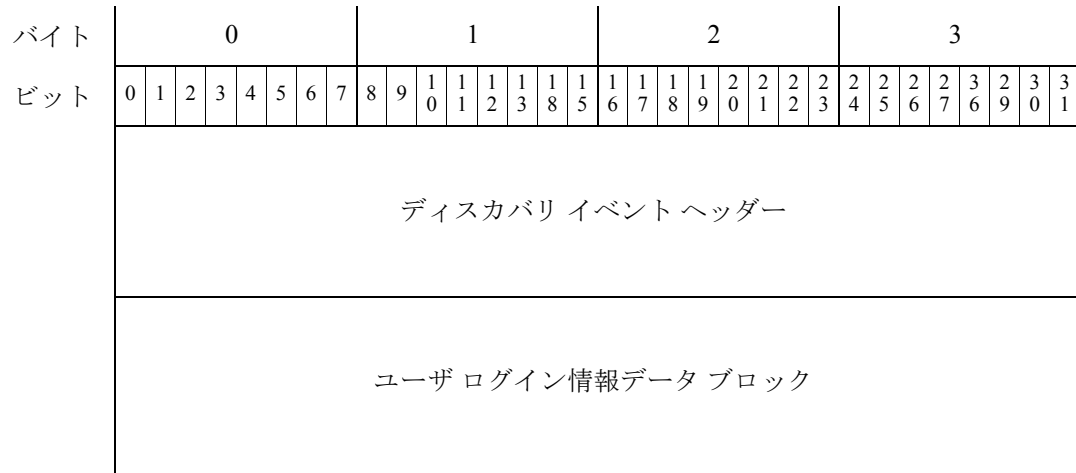 バイト 0 1 2 3
ビット 0 1 2 3 4 5 6 7 8 9 10 11 12 13 18 15 16 17 18 19 20 21 22 23 24 25 26 27 36 29 30 31
ディスカバリ イベント ヘッダー
ユーザ ログイン情報データ ブロック